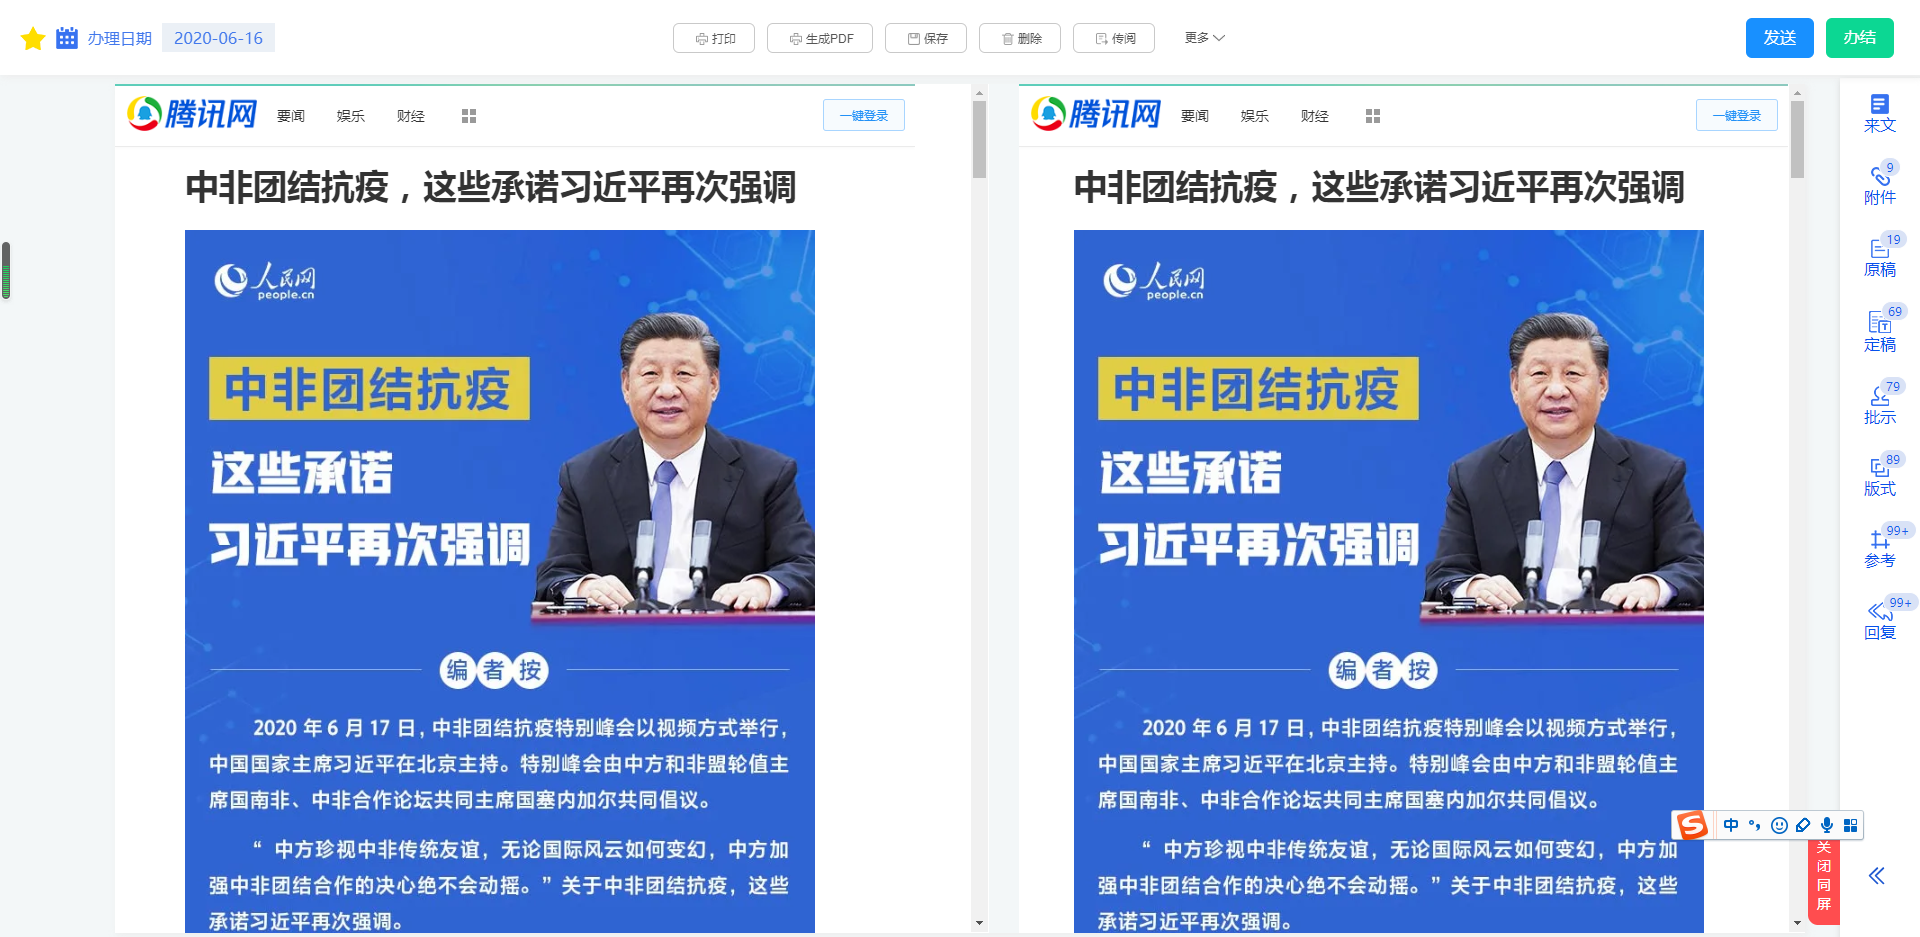 办理日期 2020-06-16
打印 生成PDF 保存 删除 传阅 更多
发送 办结
腾讯网 要闻 娱乐 财经 一键登录
中非团结抗疫，这些承诺习近平再次强调
人民网
people.cn
中非团结抗疫
这些承诺
习近平再次强调
编者按
2020 年 6 月 17 日，中非团结抗疫特别峰会以视频方式举行，
中国国家主席习近平在北京主持。特别峰会由中方和非盟轮值主
席国南非、中非合作论坛共同主席国塞内加尔共同倡议。
“ 中方珍视中非传统友谊，无论国际风云如何变幻，中方加
强中非团结合作的决心绝不会动摇。”关于中非团结抗疫，这些
承诺习近平再次强调。
腾讯网 要闻 娱乐 财经 一键登录
中非团结抗疫，这些承诺习近平再次强调
人民网
people.cn
中非团结抗疫
这些承诺
习近平再次强调
编者按
2020 年 6 月 17 日，中非团结抗疫特别峰会以视频方式举行，
中国国家主席习近平在北京主持。特别峰会由中方和非盟轮值主
席国南非、中非合作论坛共同主席国塞内加尔共同倡议。
“ 中方珍视中非传统友谊，无论国际风云如何变幻，中方加
强中非团结合作的决心绝不会动摇。”关于中非团结抗疫，这些
承诺习近平再次强调。
来文
9
附件
19
原稿
69
定稿
79
批示
89
版式
99+
参考
99+
回复
S 中
关
闭
同
屏